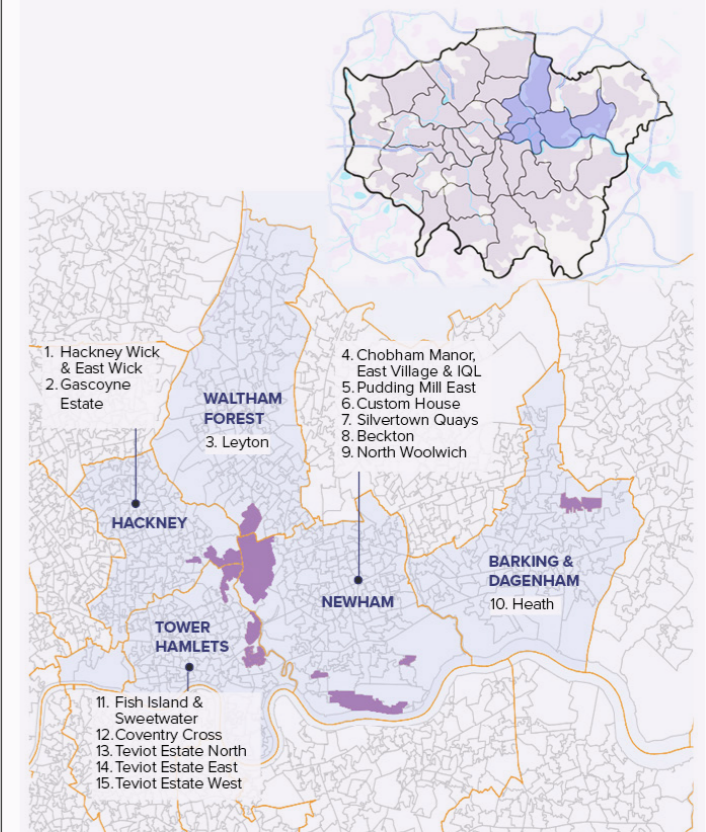 1. Hackney Wick
& East Wick
2. Gascoyne
Estate
WALTHAM
FOREST
3. Leyton
4. Chobham Manor,
East Village & IQL
5. Pudding Mill East
6. Custom House
7. Silvertown Quays
8. Beckton
9. North Woolwich
HACKNEY
NEWHAM
BARKING &
DAGENHAM
10. Heath
TOWER
HAMLETS
11. Fish Island &
Sweetwater
12. Coventry Cross
13. Teviot Estate North
14. Teviot Estate East
15. Teviot Estate West